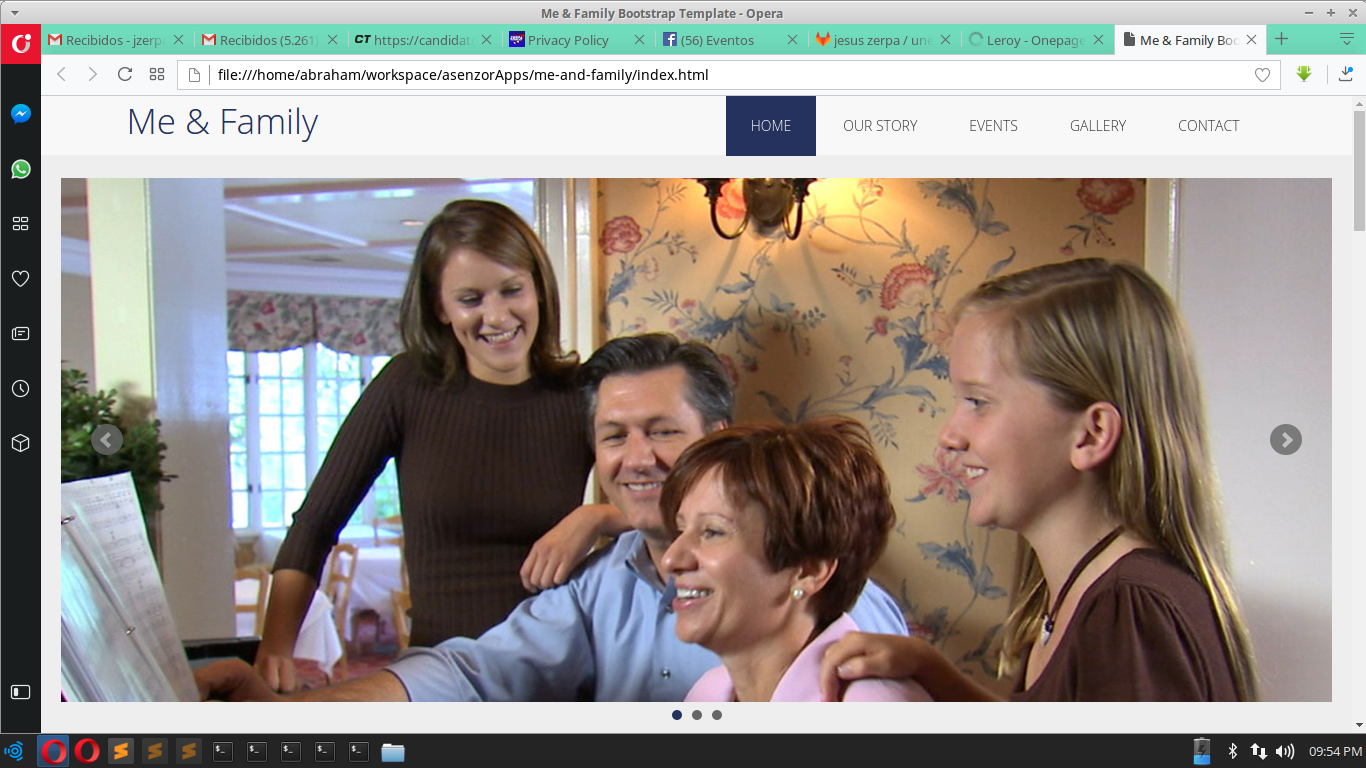 Me & Family Bootstrap Template - Opera
Recibidos - jzerpa
Recibidos (5.261)
CT https://candidat
Privacy Policy
(56) Eventos
jesus zerpa / une
Leroy - Onepage
Me & Family Boo
file:///home/abraham/workspace/asenzorApps/me-and-family/index.html
Me & Family
HOME
OUR STORY
EVENTS
GALLERY
CONTACT
09:54 PM